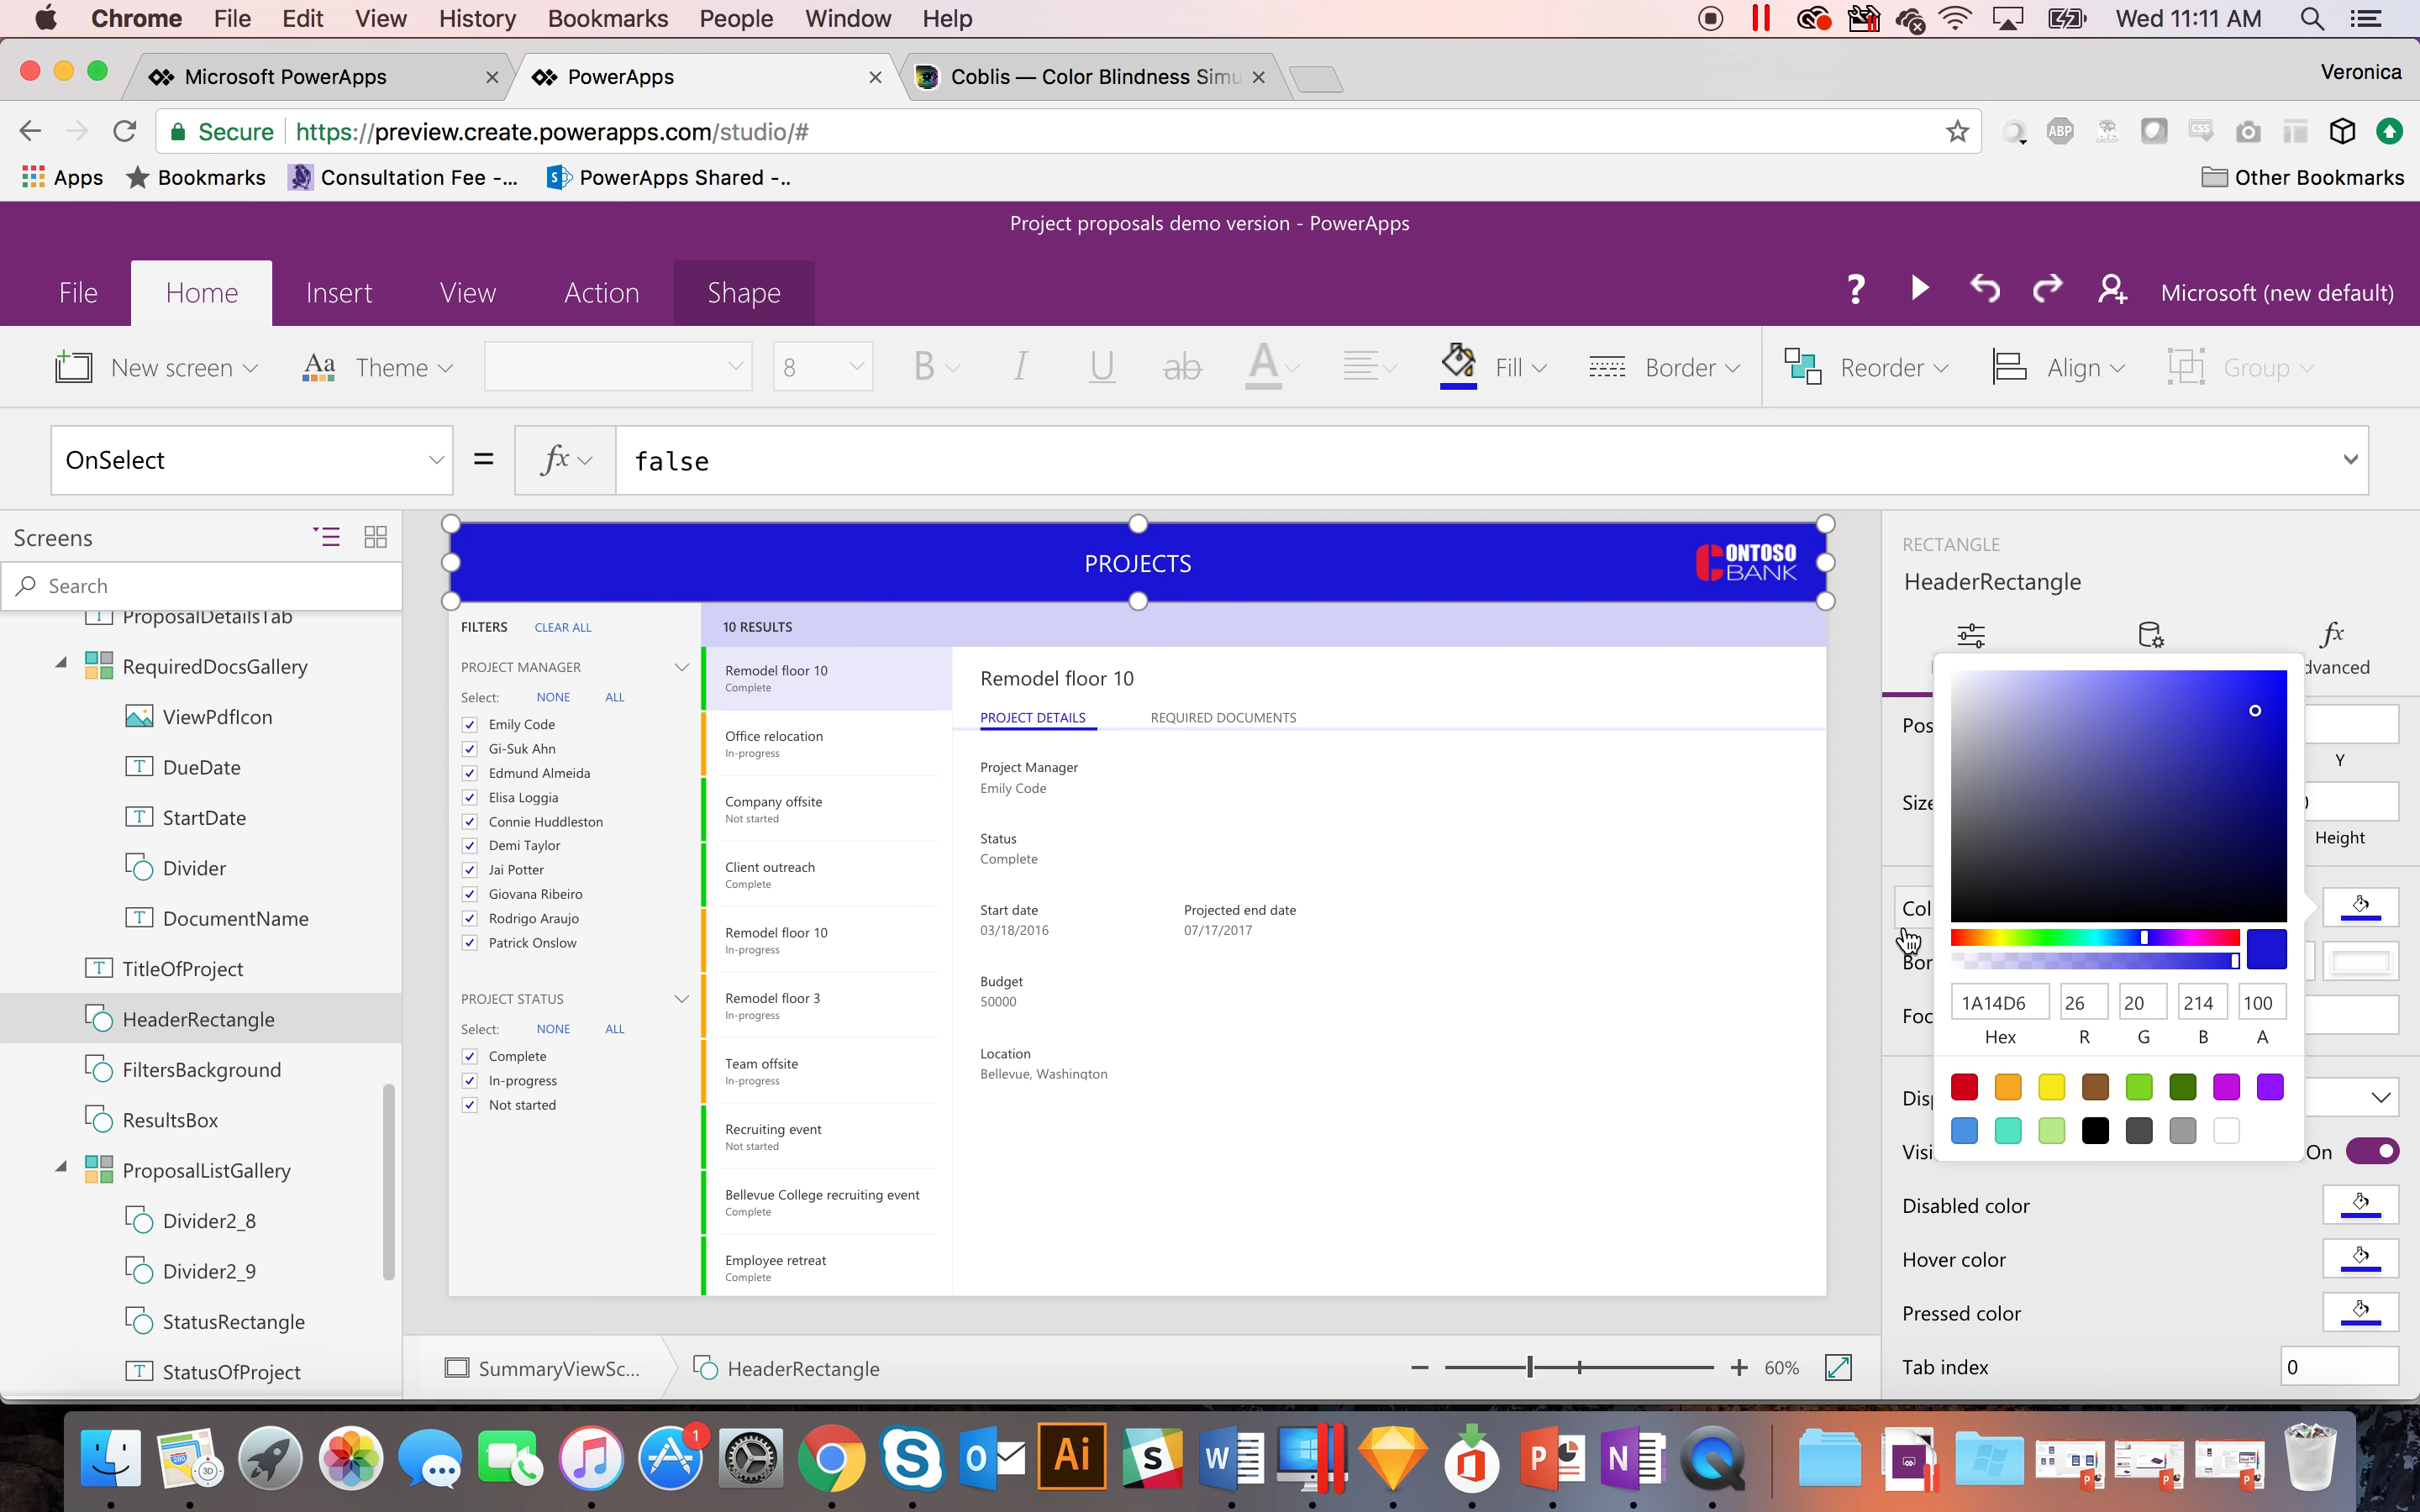 Chrome File Edit View History Bookmarks People Window Help Wed 11:11 AM
Microsoft PowerApps PowerApps Coblis — Color Blindness Simu Veronica
Secure https://preview.create.powerapps.com/studio/# ABP CSS
Apps Bookmarks Consultation Fee -... PowerApps Shared -.. Other Bookmarks
Project proposals demo version - PowerApps
File Home Insert View Action Shape ? Microsoft (new default)
New screen Aa Theme 8 B I U ab A Fill Border Reorder Align Group
OnSelect = fx false
Screens
Search
ProposalDetailsTab
RequiredDocsGallery
ViewPdfIcon
DueDate
StartDate
Divider
DocumentName
TitleOfProject
HeaderRectangle
FiltersBackground
ResultsBox
ProposalListGallery
Divider2_8
Divider2_9
StatusRectangle
StatusOfProject
PROJECTS
CONTOSO
BANK
FILTERS CLEAR ALL
PROJECT MANAGER
Select: NONE ALL
Emily Code
Gi-Suk Ahn
Edmund Almeida
Elisa Loggia
Connie Huddleston
Demi Taylor
Jai Potter
Giovana Ribeiro
Rodrigo Araujo
Patrick Onslow
PROJECT STATUS
Select: NONE ALL
Complete
In-progress
Not started
10 RESULTS
Remodel floor 10
Complete
Office relocation
In-progress
Company offsite
Not started
Client outreach
Complete
Remodel floor 10
In-progress
Remodel floor 3
In-progress
Team offsite
In-progress
Recruiting event
Not started
Bellevue College recruiting event
Complete
Employee retreat
Complete
Remodel floor 10
PROJECT DETAILS REQUIRED DOCUMENTS
Project Manager
Emily Code
Status
Complete
Start date Projected end date
03/18/2016 07/17/2017
Budget
50000
Location
Bellevue, Washington
SummaryViewSc... HeaderRectangle 60%
RECTANGLE
HeaderRectangle
fx
dvanced
Pos
Y
Size
Height
Col
Bor
Foc
1A14D6 26 20 214 100
Hex R G B A
Disp
Visi On
Disabled color
Hover color
Pressed color
Tab index 0
280 3D 1 S O Ai S W P N P P P